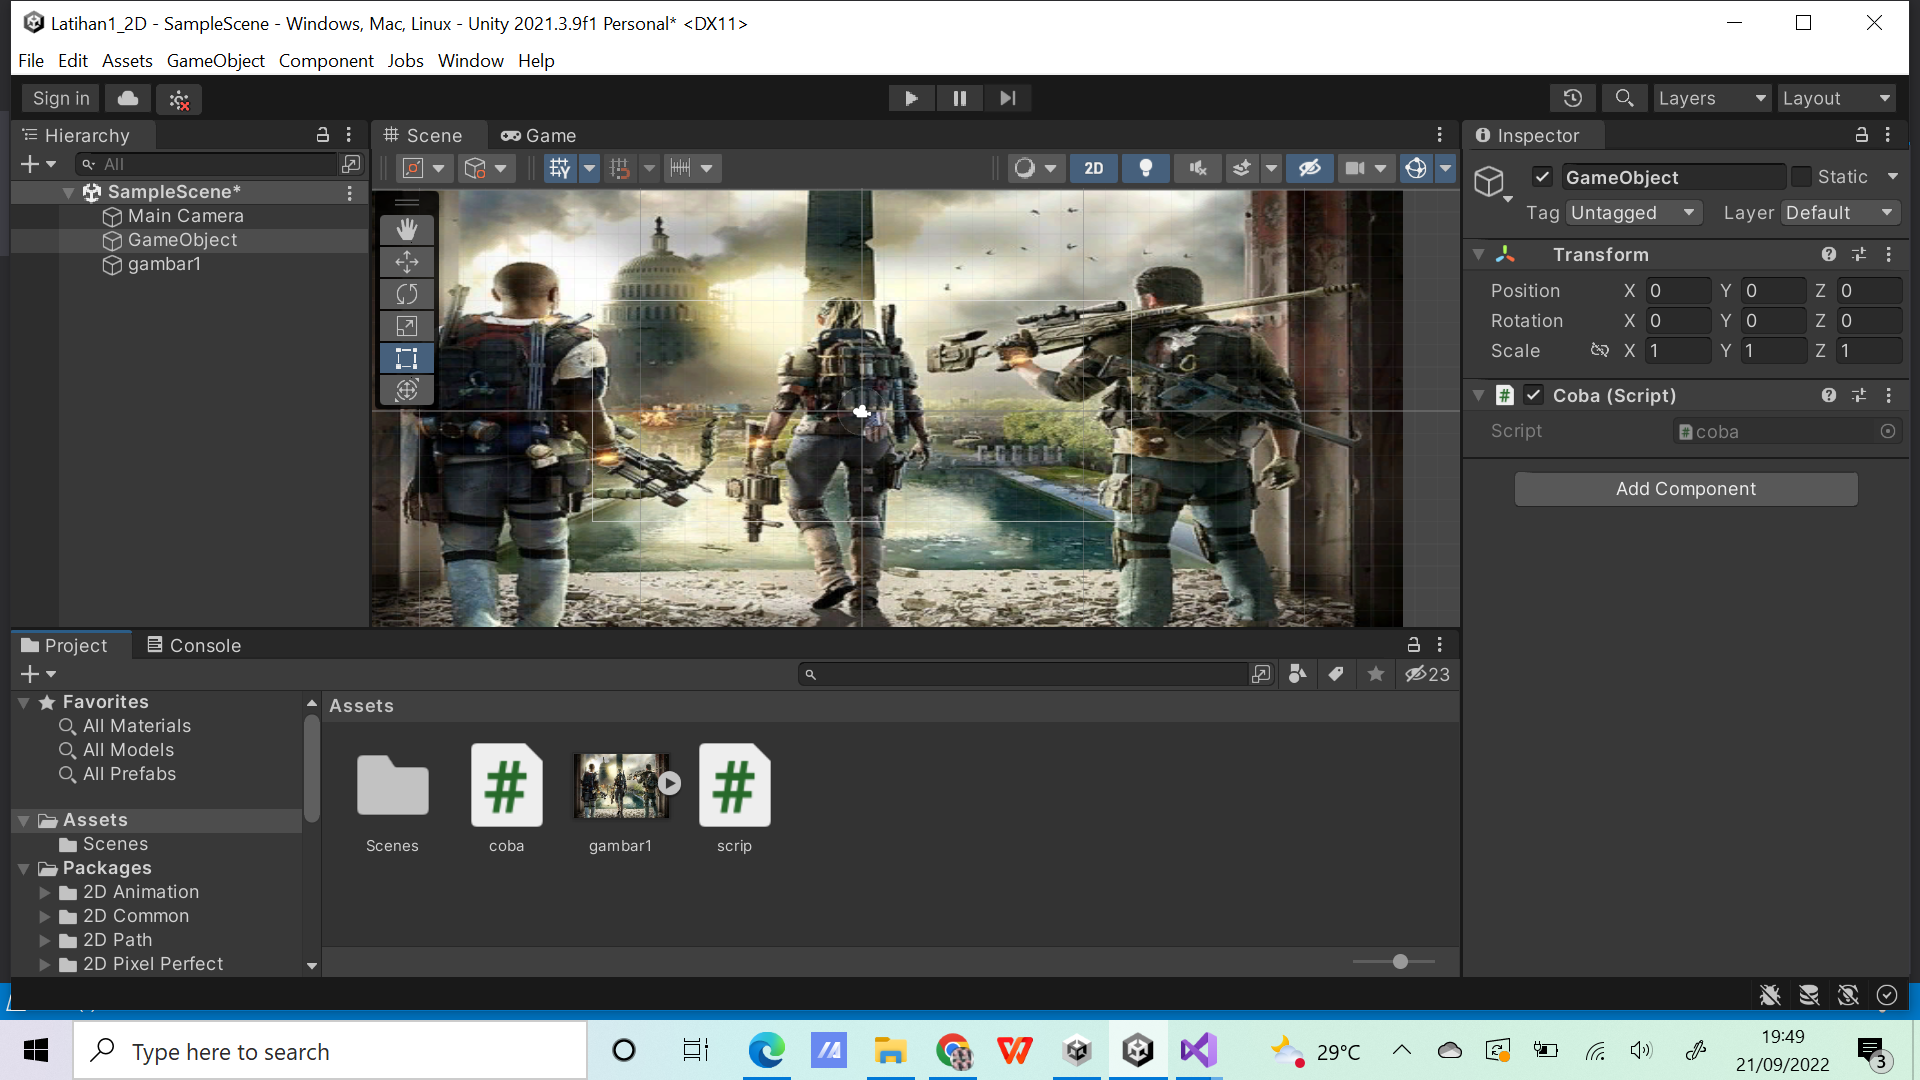 Latihan1_2D - SampleScene - Windows, Mac, Linux - Unity 2021.3.9f1 Personal* <DX11>
File Edit Assets GameObject Component Jobs Window Help
Sign in
Layers
Layout
Hierarchy
All
SampleScene*
Main Camera
GameObject
gambar1
Scene
Game
2D
Inspector
GameObject
Static
Tag Untagged
Layer Default
Transform
Position X 0 Y 0 Z 0
Rotation X 0 Y 0 Z 0
Scale X 1 Y 1 Z 1
# Coba (Script)
Script # coba
Add Component
Project
Console
23
Favorites
All Materials
All Models
All Prefabs
Assets
Scenes
Packages
2D Animation
2D Common
2D Path
2D Pixel Perfect
Assets
Scenes
# coba
gambar1
# scrip
Type here to search
29°C
19:49
21/09/2022
3